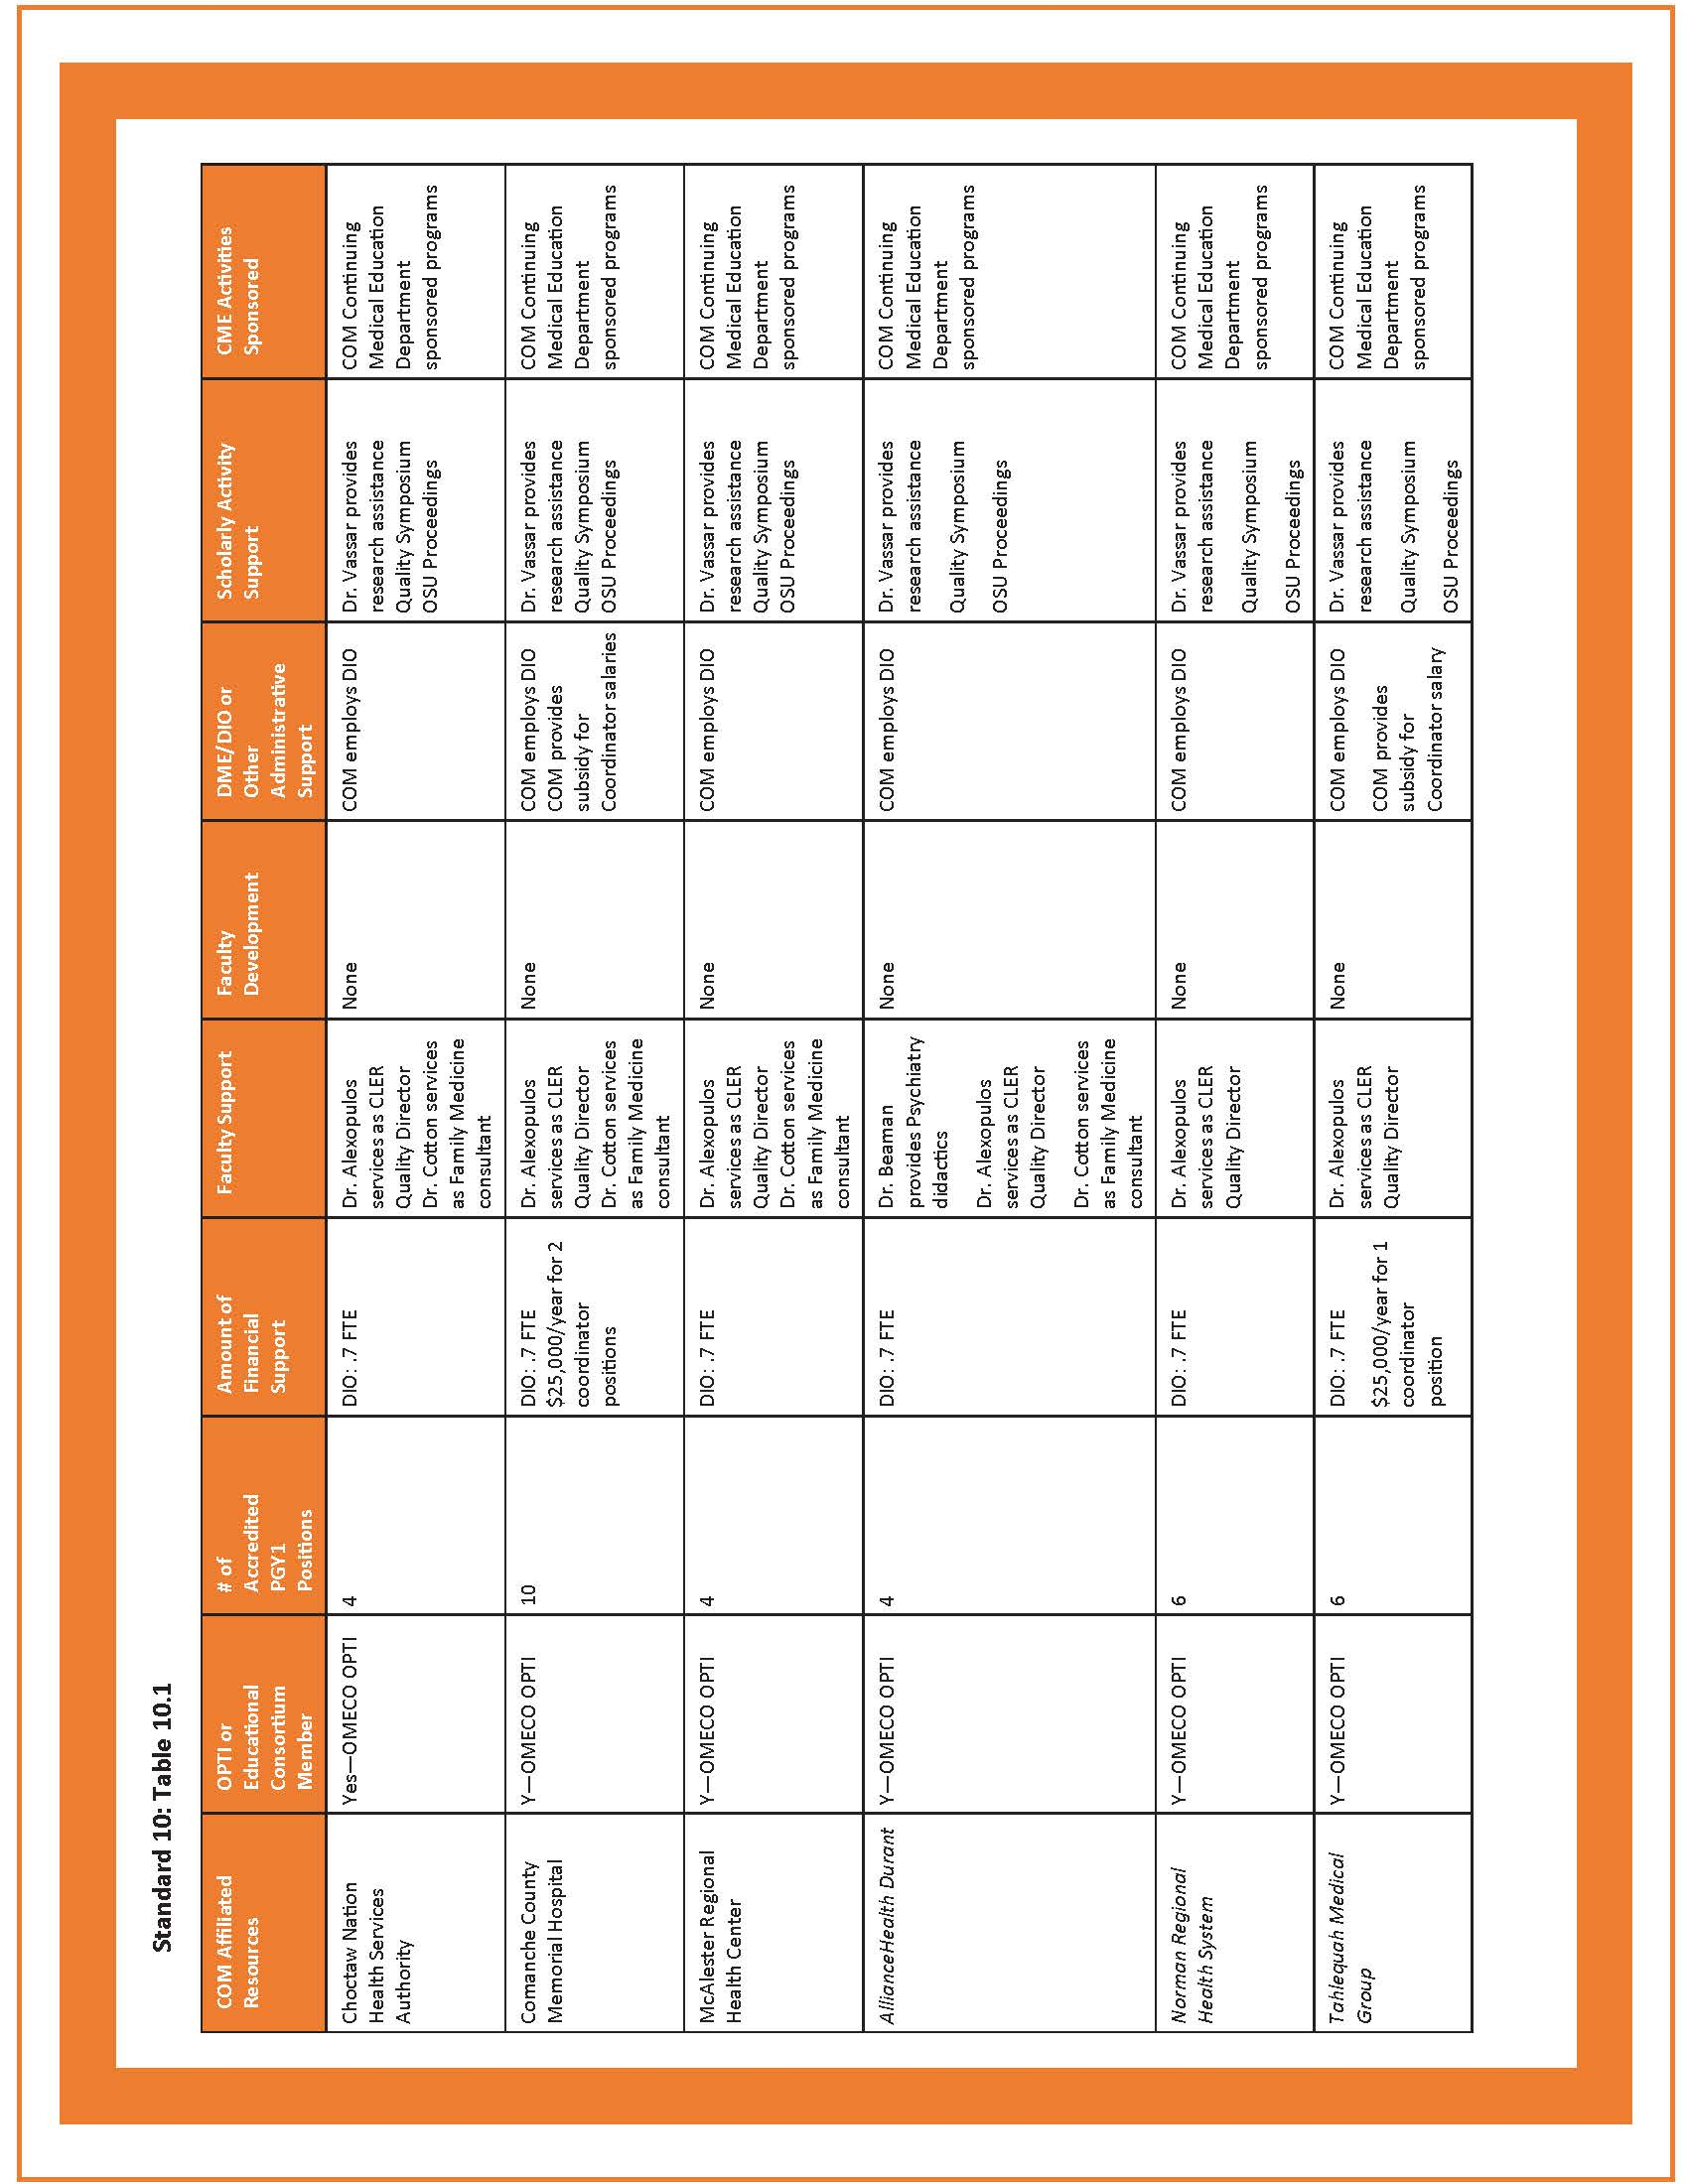 Standard 10: Table 10.1
COM Affiliated
Resources
OPTI or
Educational
Consortium
Member
# of
Accredited
PGY1
Positions
Amount of
Financial
Support
Faculty Support
Faculty
Development
DME/DIO or
Other
Administrative
Support
Scholarly Activity
Support
CME Activities
Sponsored
Choctaw Nation
Health Services
Authority
Yes—OMECO OPTI
4
DIO: .7 FTE
Dr. Alexopulos
services as CLER
Quality Director
Dr. Cotton services
as Family Medicine
consultant
None
COM employs DIO
Dr. Vassar provides
research assistance
Quality Symposium
OSU Proceedings
COM Continuing
Medical Education
Department
sponsored programs
Comanche County
Memorial Hospital
Y—OMECO OPTI
10
DIO: .7 FTE
$25,000/year for 2
coordinator
positions
Dr. Alexopulos
services as CLER
Quality Director
Dr. Cotton services
as Family Medicine
consultant
None
COM employs DIO
COM provides
subsidy for
Coordinator salaries
Dr. Vassar provides
research assistance
Quality Symposium
OSU Proceedings
COM Continuing
Medical Education
Department
sponsored programs
McAlester Regional
Health Center
Y—OMECO OPTI
4
DIO: .7 FTE
Dr. Alexopulos
services as CLER
Quality Director
Dr. Cotton services
as Family Medicine
consultant
None
COM employs DIO
Dr. Vassar provides
research assistance
Quality Symposium
OSU Proceedings
COM Continuing
Medical Education
Department
sponsored programs
AllianceHealth Durant
Y—OMECO OPTI
4
DIO: .7 FTE
Dr. Beaman
provides Psychiatry
didactics
Dr. Alexopulos
services as CLER
Quality Director
Dr. Cotton services
as Family Medicine
consultant
None
COM employs DIO
Dr. Vassar provides
research assistance
Quality Symposium
OSU Proceedings
COM Continuing
Medical Education
Department
sponsored programs
Norman Regional
Health System
Y—OMECO OPTI
6
DIO: .7 FTE
Dr. Alexopulos
services as CLER
Quality Director
None
COM employs DIO
Dr. Vassar provides
research assistance
Quality Symposium
OSU Proceedings
COM Continuing
Medical Education
Department
sponsored programs
Tahlequah Medical
Group
Y—OMECO OPTI
6
DIO: .7 FTE
$25,000/year for 1
coordinator
position
Dr. Alexopulos
services as CLER
Quality Director
None
COM employs DIO
COM provides
subsidy for
Coordinator salary
Dr. Vassar provides
research assistance
Quality Symposium
OSU Proceedings
COM Continuing
Medical Education
Department
sponsored programs